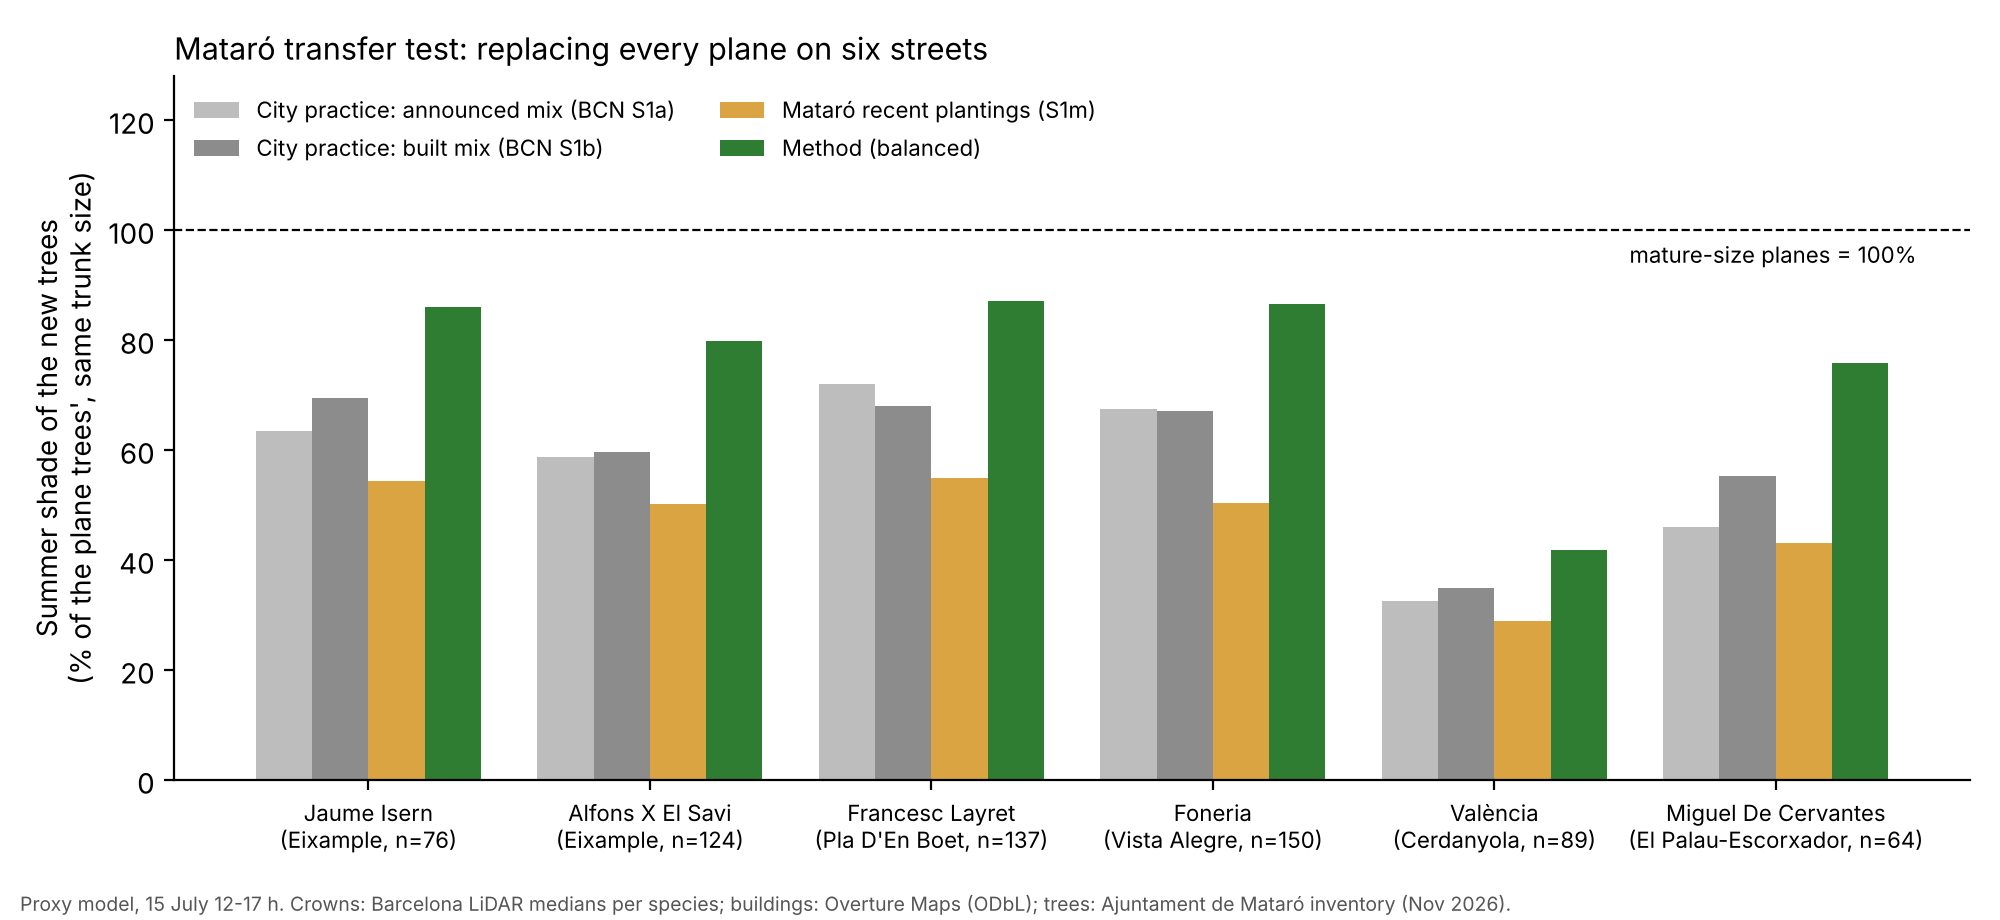 Mataró transfer test: replacing every plane on six streets
City practice: announced mix (BCN S1a)
City practice: built mix (BCN S1b)
Mataró recent plantings (S1m)
Method (balanced)
Summer shade of the new trees
(% of the plane trees', same trunk size)
120
100
80
60
40
20
0
mature-size planes = 100%
Jaume Isern
(Eixample, n=76)
Alfons X El Savi
(Eixample, n=124)
Francesc Layret
(Pla D'En Boet, n=137)
Foneria
(Vista Alegre, n=150)
València
(Cerdanyola, n=89)
Miguel De Cervantes
(El Palau-Escorxador, n=64)
Proxy model, 15 July 12-17 h. Crowns: Barcelona LiDAR medians per species; buildings: Overture Maps (ODbL); trees: Ajuntament de Mataró inventory (Nov 2026).